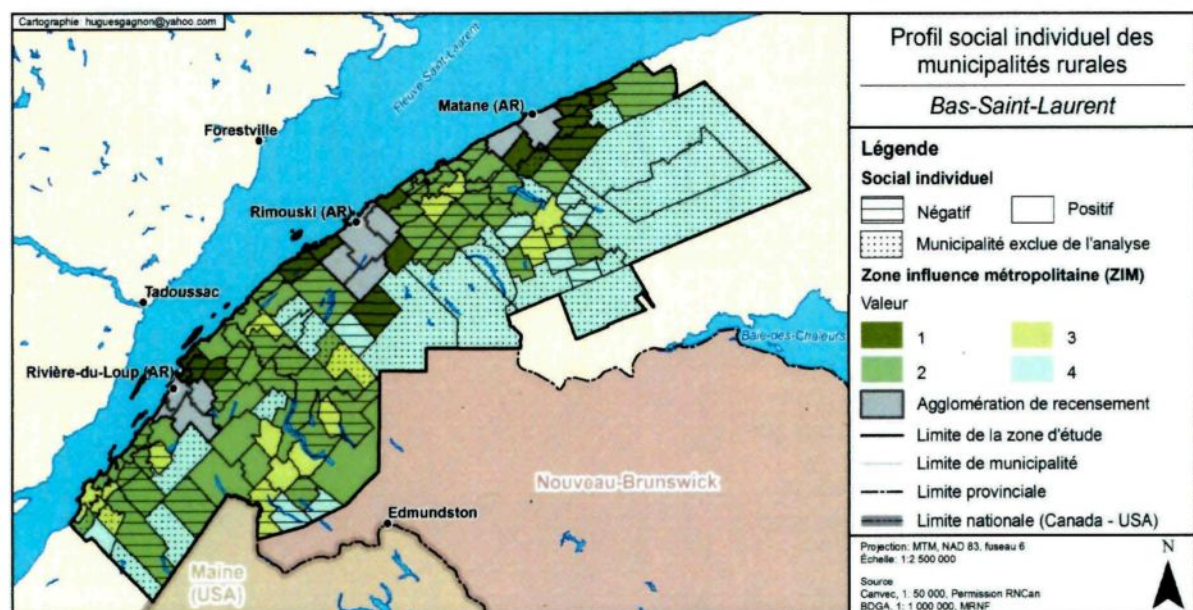 Cartographie: huguesgagnon@yahoo.com
Fleuve Saint-Laurent
Matane (AR)
Forestville
Rimouski (AR)
Tadoussac
Baie-des-Chaleurs
Rivière-du-Loup (AR)
Nouveau-Brunswick
Edmundston
Maine
(USA)
Profil social individuel des
municipalités rurales
Bas-Saint-Laurent
Légende
Social individuel
Négatif
Positif
Municipalité exclue de l'analyse
Zone influence métropolitaine (ZIM)
Valeur
1
3
2
4
Agglomération de recensement
Limite de la zone d'étude
Limite de municipalité
Limite provinciale
Limite nationale (Canada - USA)
Projection: MTM, NAD 83, fuseau 6
Échelle: 1:2 500 000
N
Source
Canvec, 1: 50 000, Permission RNCan
BDGA, 1: 1 000 000, MRNF